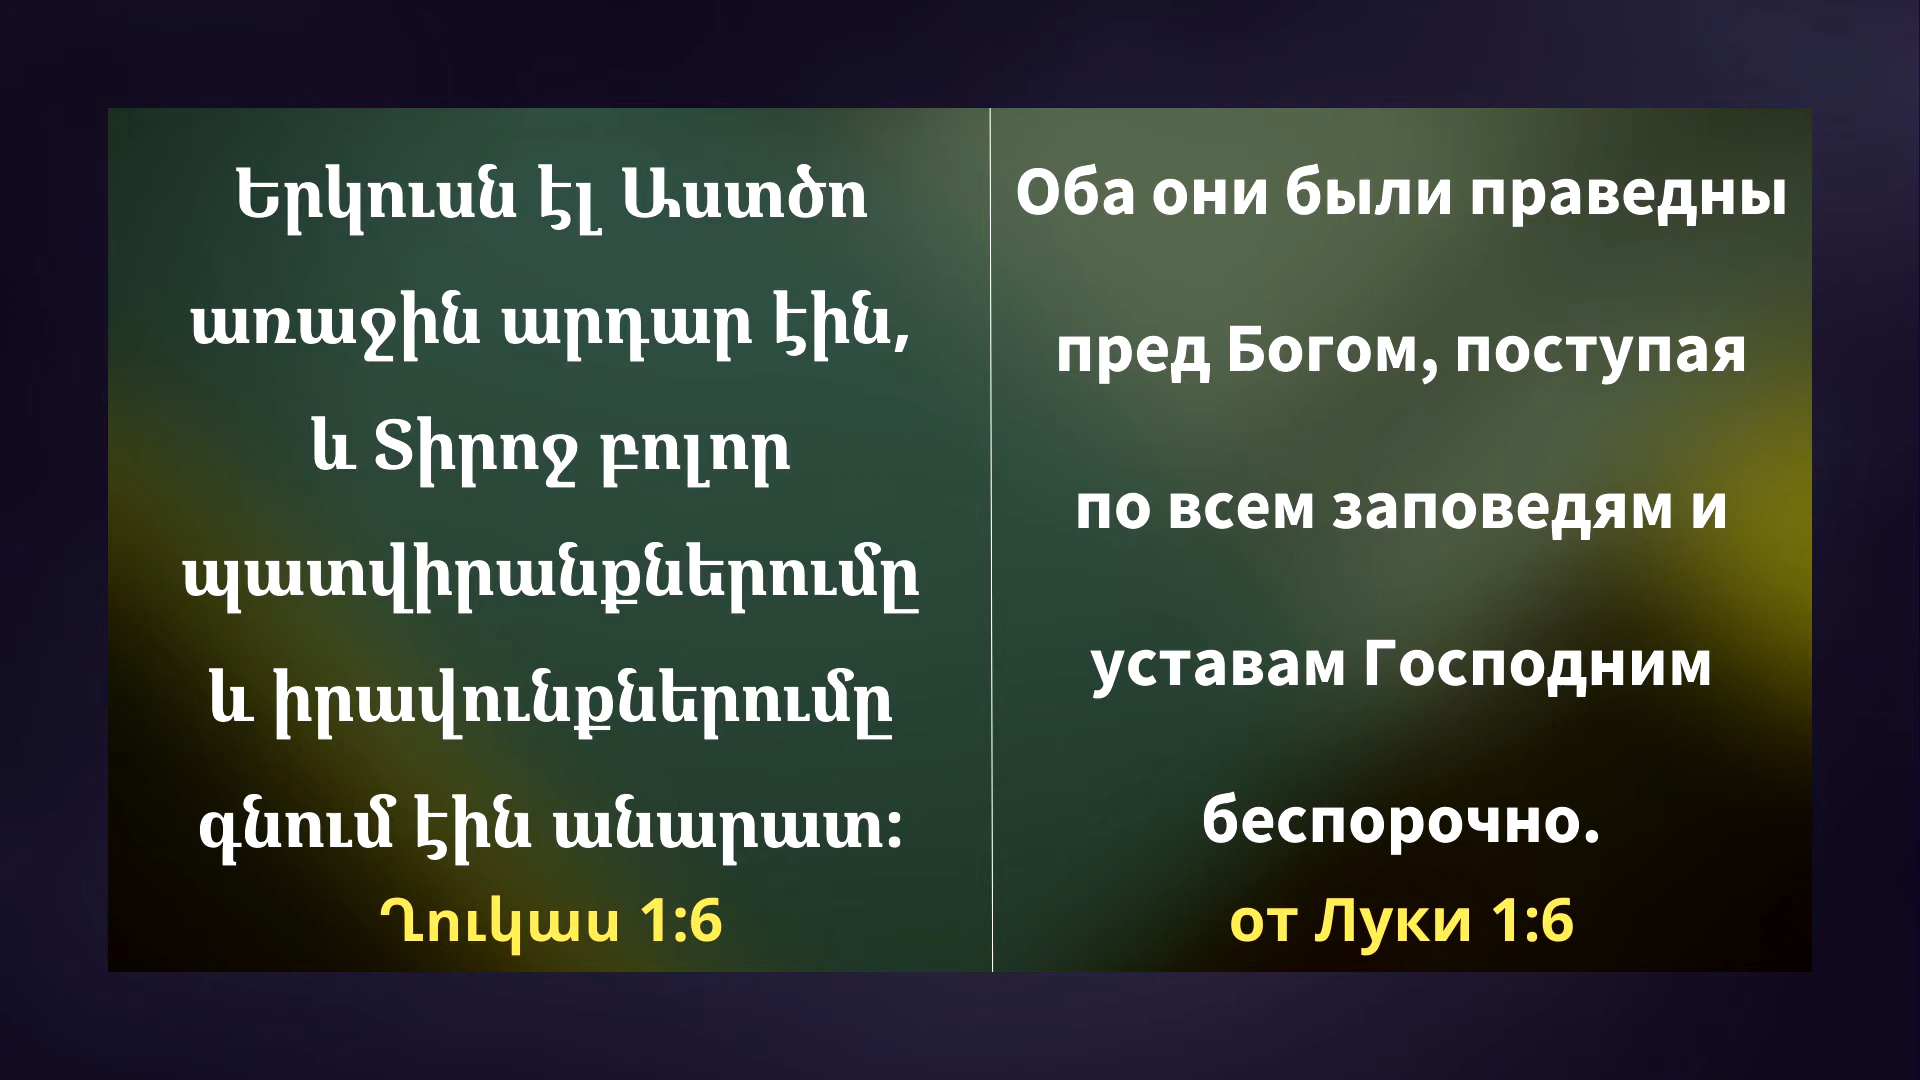 Երկուսն էլ Աստծո
առաջին արդար էին,
և Տիրոջ բոլոր
պատվիրանքներումը
և իրավունքներումը
գնում էին անարատ:
Ղուկաս 1:6
Оба они были праведны
пред Богом, поступая
по всем заповедям и
уставам Господним
беспорочно.
от Луки 1:6